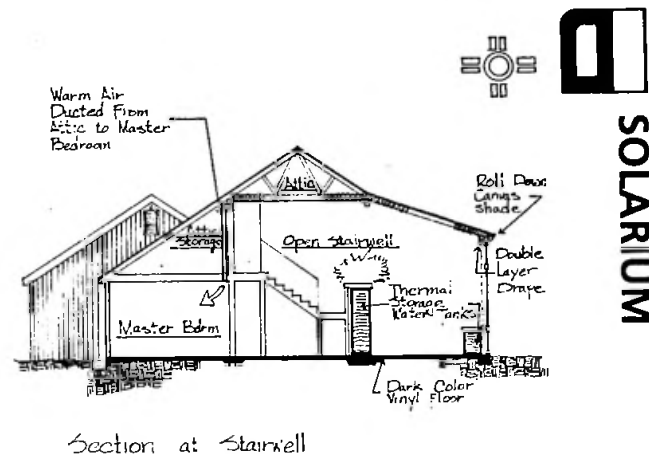 SOLARIUM
Warm Air
Ducted From
Attic to Master
Bedroom
Attic
Roll Down
Canvas
Shade
Attic
Storage
Open Stairwell
Double
Layer
Drape
Thermal
Storage
Water Tanks
Master Bdrm
Dark Color
Vinyl Floor
Section at Stairwell